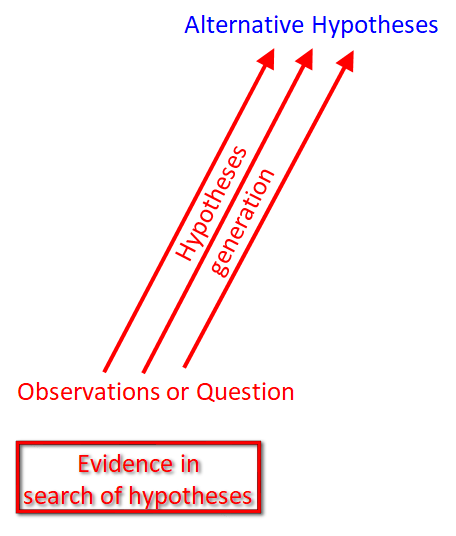 Alternative Hypotheses
Hypotheses
generation
Observations or Question
Evidence in
search of hypotheses